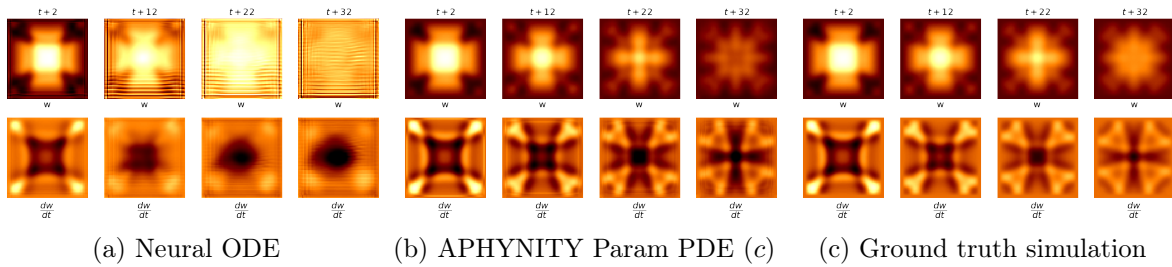 t + 2 t + 12 t + 22 t + 32 t + 2 t + 12 t + 22 t + 32 t + 2 t + 12 t + 22 t + 32
w w w w w w w w w w w w
dw/dt dw/dt dw/dt dw/dt dw/dt dw/dt dw/dt dw/dt dw/dt dw/dt dw/dt dw/dt
(a) Neural ODE (b) APHYNITY Param PDE (c) (c) Ground truth simulation